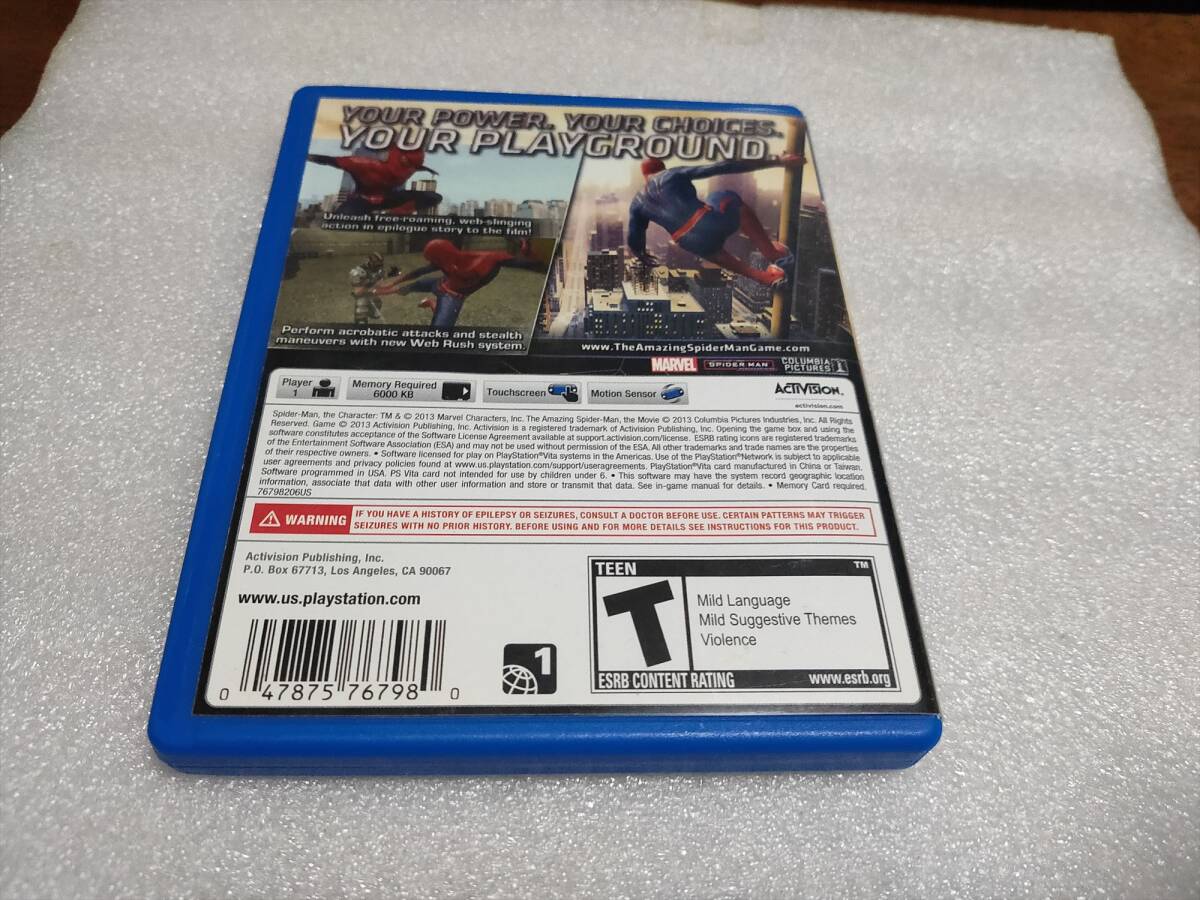 YOUR POWER. YOUR CHOICES.
YOUR PLAYGROUND.
Unleash free-roaming, web-slinging
action in epilogue story to the film!
Perform acrobatic attacks and stealth
maneuvers with new Web Rush system.
www.TheAmazingSpiderManGame.com
MARVEL SPIDER MAN COLUMBIA PICTURES
Player 1 Memory Required 6000 KB Touchscreen Motion Sensor
ACTIVISION.
activision.com
Spider-Man, the Character: TM & © 2013 Marvel Characters, Inc. The Amazing Spider-Man, the Movie © 2013 Columbia Pictures Industries, Inc. All Rights
Reserved. Game © 2013 Activision Publishing, Inc. Activision is a registered trademark of Activision Publishing, Inc. Opening the game box and using the
software constitutes acceptance of the Software License Agreement available at support.activision.com/license. ESRB rating icons are registered trademarks
of the Entertainment Software Association (ESA) and may not be used without permission of the ESA. All other trademarks and trade names are the properties
of their respective owners. • Software licensed for play on PlayStation®Vita systems in the Americas. Use of the PlayStation®Network is subject to applicable
user agreements and privacy policies found at www.us.playstation.com/support/useragreements. PlayStation®Vita card manufactured in China or Taiwan.
Software programmed in USA. PS Vita card not intended for use by children under 6. • This software may have the system record geographic location
information, associate that data with other user information and store or transmit that data. See in-game manual for details. • Memory Card required.
76798206US
WARNING
IF YOU HAVE A HISTORY OF EPILEPSY OR SEIZURES, CONSULT A DOCTOR BEFORE USE. CERTAIN PATTERNS MAY TRIGGER
SEIZURES WITH NO PRIOR HISTORY. BEFORE USING AND FOR MORE DETAILS SEE INSTRUCTIONS FOR THIS PRODUCT.
Activision Publishing, Inc.
P.O. Box 67713, Los Angeles, CA 90067
www.us.playstation.com
0 47875 76798 0
1
TEEN TM
T
Mild Language
Mild Suggestive Themes
Violence
ESRB CONTENT RATING www.esrb.org